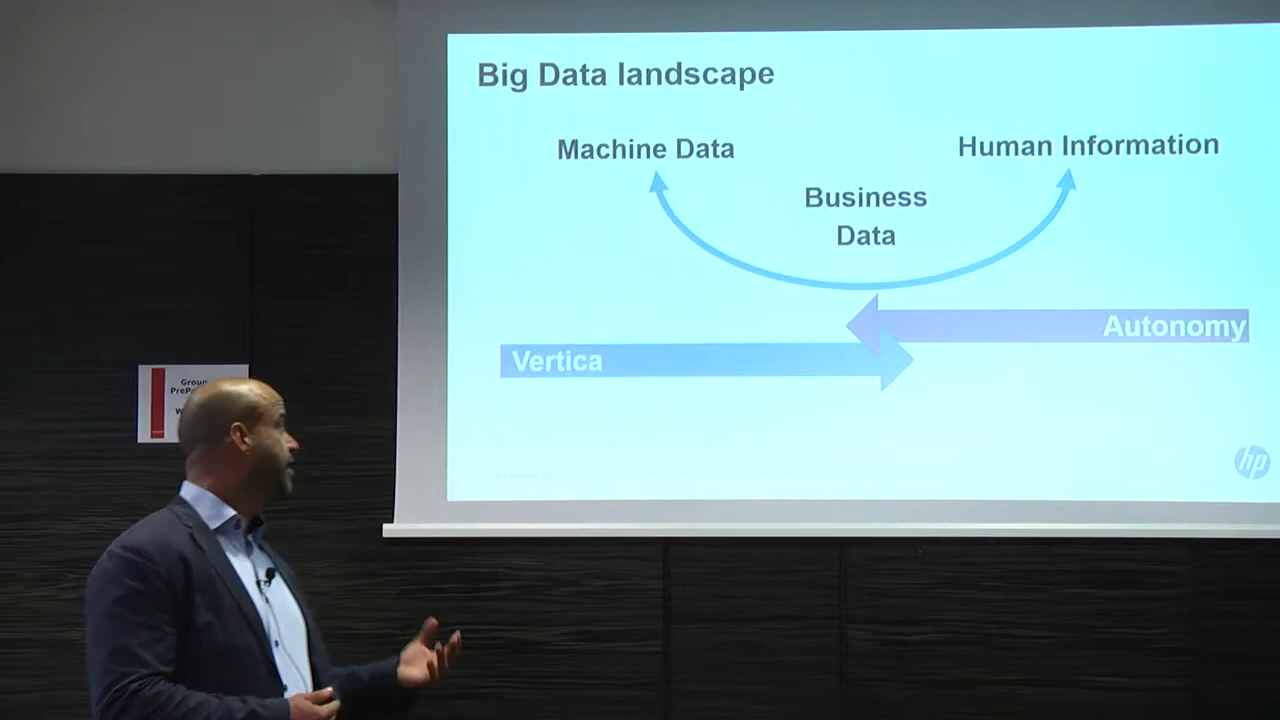 Big Data landscape
Machine Data
Human Information
Business
Data
Autonomy
Vertica
hp